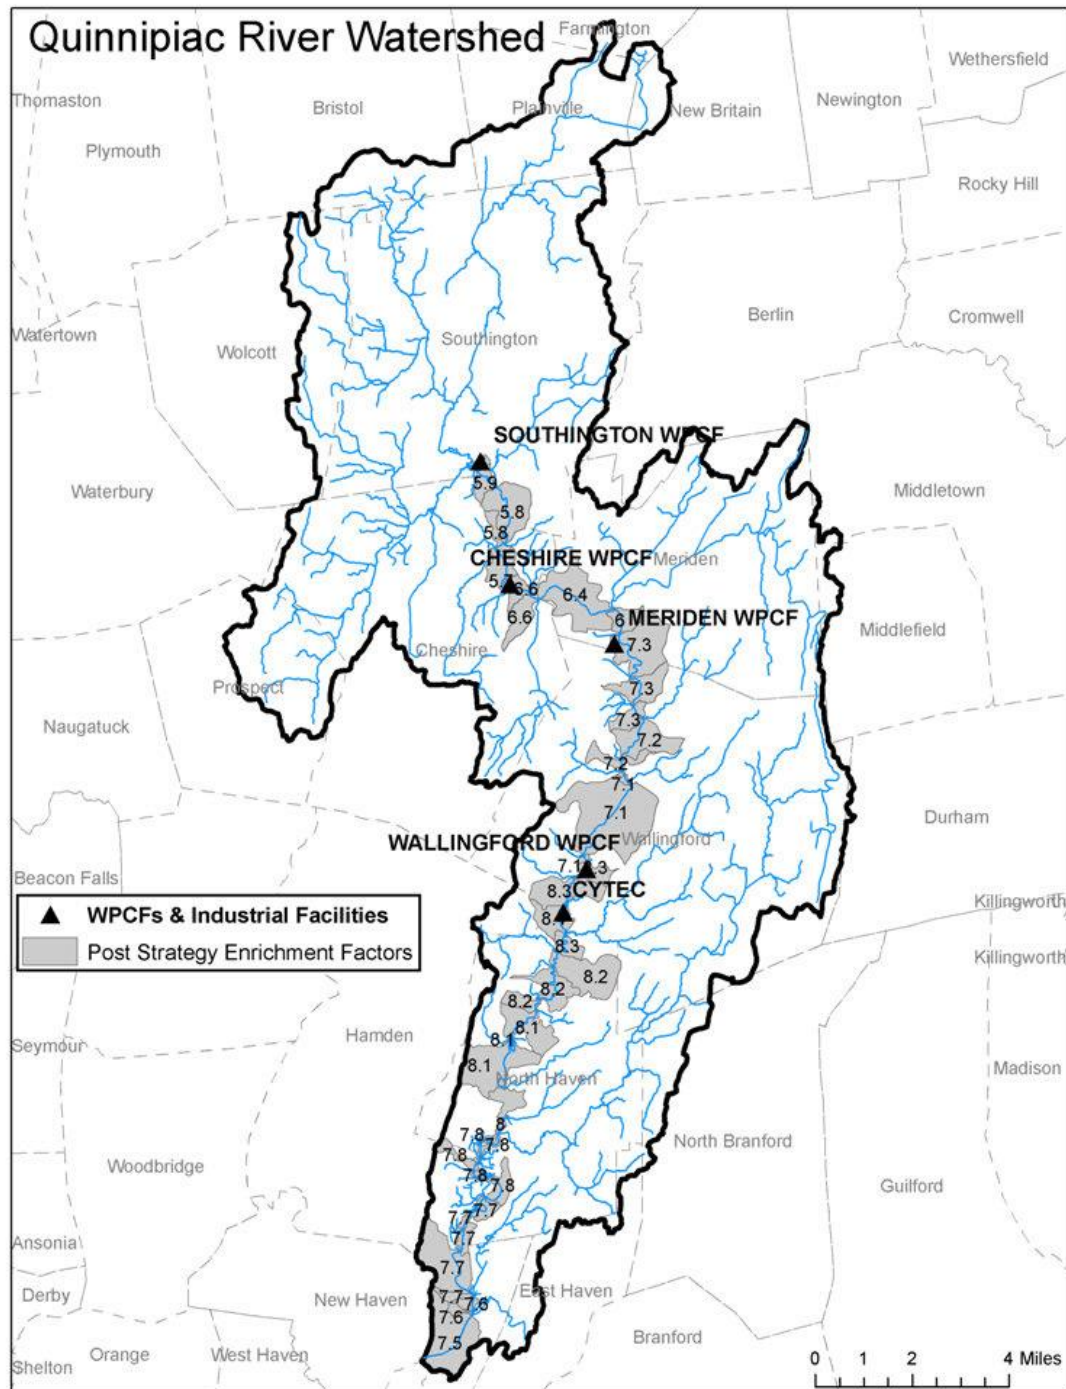 Quinnipiac River Watershed
Farmington
Wethersfield
Thomaston
Bristol
Plainville
New Britain
Newington
Plymouth
Rocky Hill
Berlin
Cromwell
Watertown
Wolcott
Southington
SOUTHINGTON WPCF
5.9
Waterbury
Middletown
5.8
5.8
CHESHIRE WPCF
Meriden
6.6
6.4
6.6
MERIDEN WPCF
Middlefield
7.3
Cheshire
Prospect
7.3
Naugatuck
7.3
7.2
7.2
7.1
7.1
Durham
WALLINGFORD WPCF
Wallingford
7.1
Beacon Falls
8.3
CYTEC
WPCFs & Industrial Facilities
Killingworth
Post Strategy Enrichment Factors
8.3
Killingworth
8.2
8.2
8.2
8.1
Hamden
8.1
Seymour
8.1
North Haven
Madison
8
7.8
7.8
North Branford
7.8
Woodbridge
7.8
7.8
Guilford
7.7
7.7
7.7
Ansonia
7.7
Derby
New Haven
7.7
7.6
East Haven
7.6
7.5
Branford
Shelton
Orange
West Haven
0 1 2 4 Miles